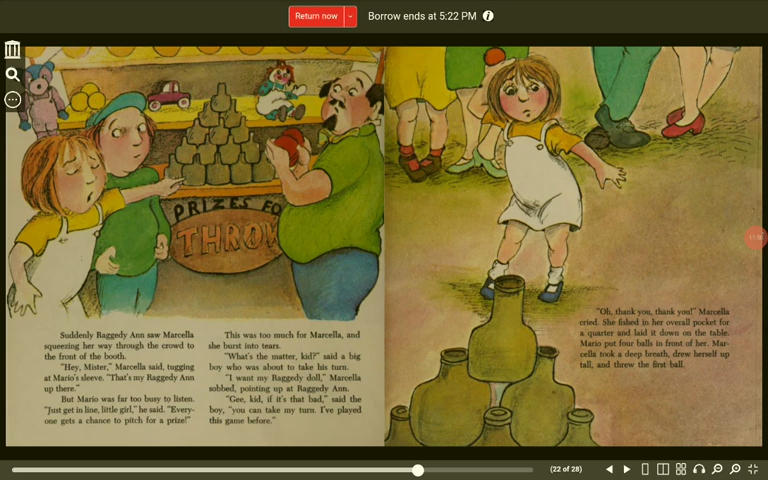 Return now
Borrow ends at 5:22 PM
PRIZES FO
THROW
Suddenly Raggedy Ann saw Marcella
squeezing her way through the crowd to
the front of the booth.
"Hey, Mister," Marcella said, tugging
at Mario's sleeve. "That's my Raggedy Ann
up there."
But Mario was far too busy to listen.
"Just get in line, little girl," he said. "Every-
one gets a chance to pitch for a prize!"
This was too much for Marcella, and
she burst into tears.
"What's the matter, kid?" said a big
boy who was about to take his turn.
"I want my Raggedy doll," Marcella
sobbed, pointing up at Raggedy Ann.
"Gee, kid, if it's that bad," said the
boy, "you can take my turn. I've played
this game before."
"Oh, thank you, thank you!" Marcella
cried. She fished in her overall pocket for
a quarter and laid it down on the table.
Mario put four balls in front of her. Mar-
cella took a deep breath, drew herself up
tall, and threw the first ball.
(22 of 28)